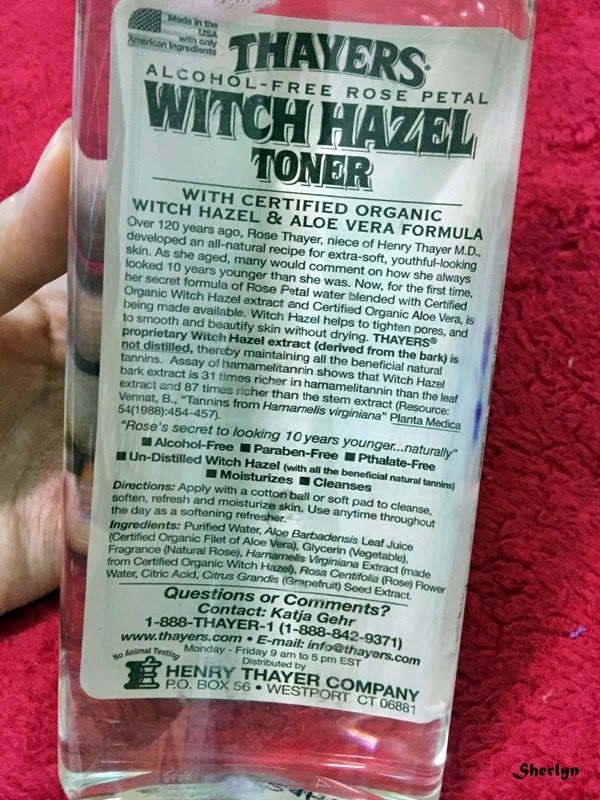 Made in the
USA
with only
American Ingredients
THAYERS®
ALCOHOL-FREE ROSE PETAL
WITCH HAZEL
TONER
WITH CERTIFIED ORGANIC
WITCH HAZEL & ALOE VERA FORMULA
Over 120 years ago, Rose Thayer, niece of Henry Thayer M.D.,
developed an all-natural recipe for extra-soft, youthful-looking
skin. As she aged, many would comment on how she always
looked 10 years younger than she was. Now, for the first time,
her secret formula of Rose Petal water blended with Certified
Organic Witch Hazel extract and Certified Organic Aloe Vera, is
being made available. Witch Hazel helps to tighten pores, and
to smooth and beautify skin without drying. THAYERS®
proprietary Witch Hazel extract (derived from the bark) is
not distilled, thereby maintaining all the beneficial natural
tannins. Assay of hamamelitannin shows that Witch Hazel
bark extract is 31 times richer in hamamelitannin than the leaf
extract and 87 times richer than the stem extract (Resource:
Vennat, B., "Tannins from Hamamelis virginiana" Planta Medica
54(1988):454-457).
"Rose's secret to looking 10 years younger...naturally"
■ Alcohol-Free ■ Paraben-Free ■ Pthalate-Free
■ Un-Distilled Witch Hazel (with all the beneficial natural tannins)
■ Moisturizes ■ Cleanses
Directions: Apply with a cotton ball or soft pad to cleanse,
soften, refresh and moisturize skin. Use anytime throughout
the day as a softening refresher.
Ingredients: Purified Water, Aloe Barbadensis Leaf Juice
(Certified Organic Filet of Aloe Vera), Glycerin (Vegetable),
Fragrance (Natural Rose), Hamamelis Virginiana Extract (made
from Certified Organic Witch Hazel), Rosa Centifolia (Rose) Flower
Water, Citric Acid, Citrus Grandis (Grapefruit) Seed Extract.
Questions or Comments?
Contact: Katja Gehr
1-888-THAYER-1 (1-888-842-9371)
www.thayers.com • E-mail: info@thayers.com
Monday - Friday 9 am to 5 pm EST
No Animal Testing
Distributed by
HENRY THAYER COMPANY
P.O. BOX 56 • WESTPORT CT 06881
Sherlyn